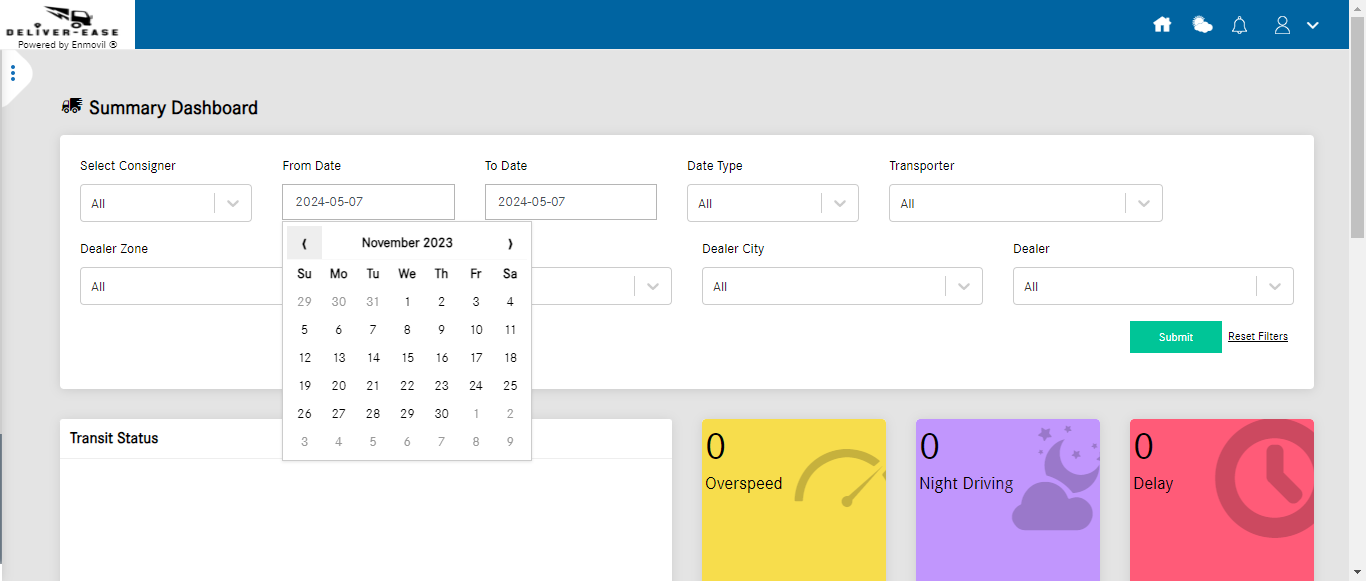 DELIVER-EASE
Powered by Enmovil ®
Summary Dashboard
Select Consigner From Date To Date Date Type Transporter
All 2024-05-07 2024-05-07 All All
Dealer Zone Dealer City Dealer
All All All
‹ November 2023 ›
Su Mo Tu We Th Fr Sa
29 30 31 1 2 3 4
5 6 7 8 9 10 11
12 13 14 15 16 17 18
19 20 21 22 23 24 25
26 27 28 29 30 1 2
3 4 5 6 7 8 9
Submit Reset Filters
Transit Status
0 0 0
Overspeed Night Driving Delay